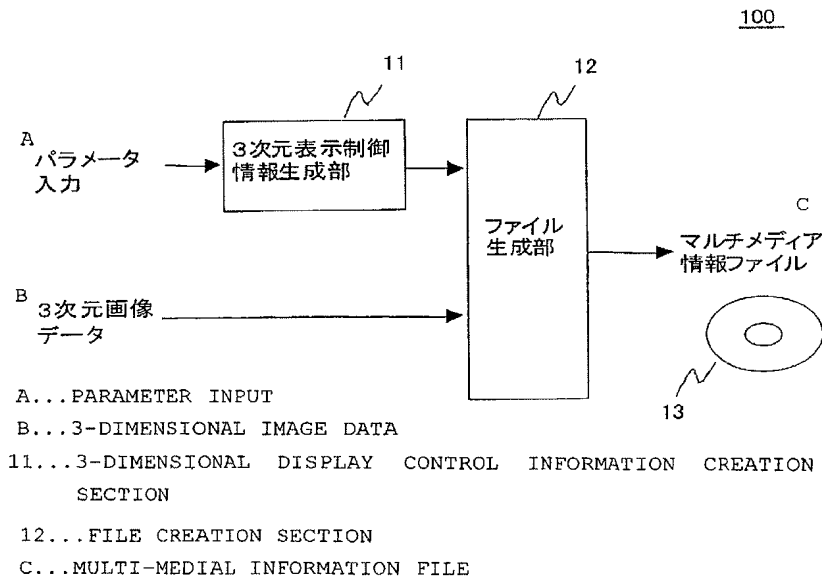 100
11
12
A
パラメータ
入力
3次元表示制御
情報生成部
ファイル
生成部
C
マルチメディア
情報ファイル
B
3次元画像
データ
13
A...PARAMETER INPUT
B...3-DIMENSIONAL IMAGE DATA
11...3-DIMENSIONAL DISPLAY CONTROL INFORMATION CREATION
SECTION
12...FILE CREATION SECTION
C...MULTI-MEDIAL INFORMATION FILE